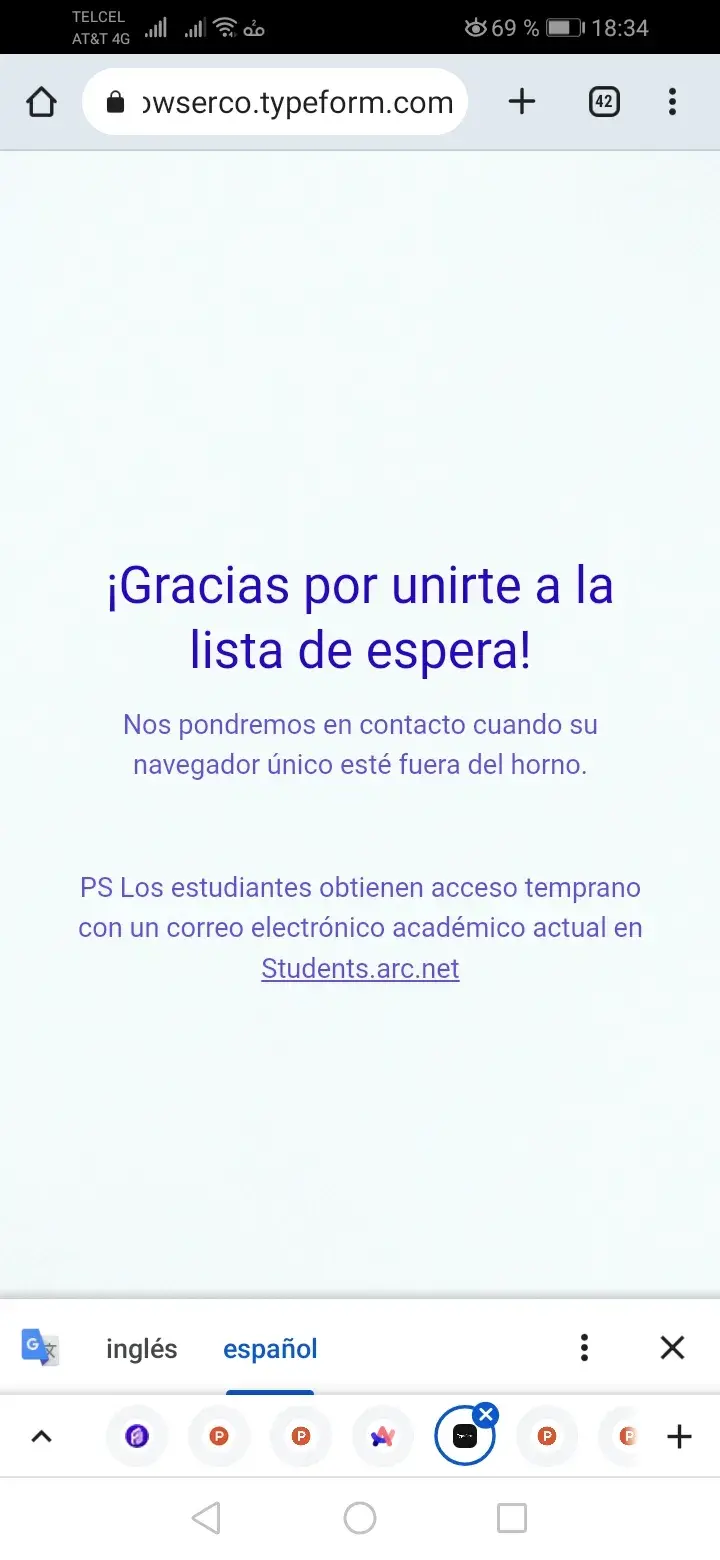 TELCEL
AT&T 4G
69 % 18:34
owserco.typeform.com
42
¡Gracias por unirte a la
lista de espera!
Nos pondremos en contacto cuando su
navegador único esté fuera del horno.
PS Los estudiantes obtienen acceso temprano
con un correo electrónico académico actual en
Students.arc.net
inglés español